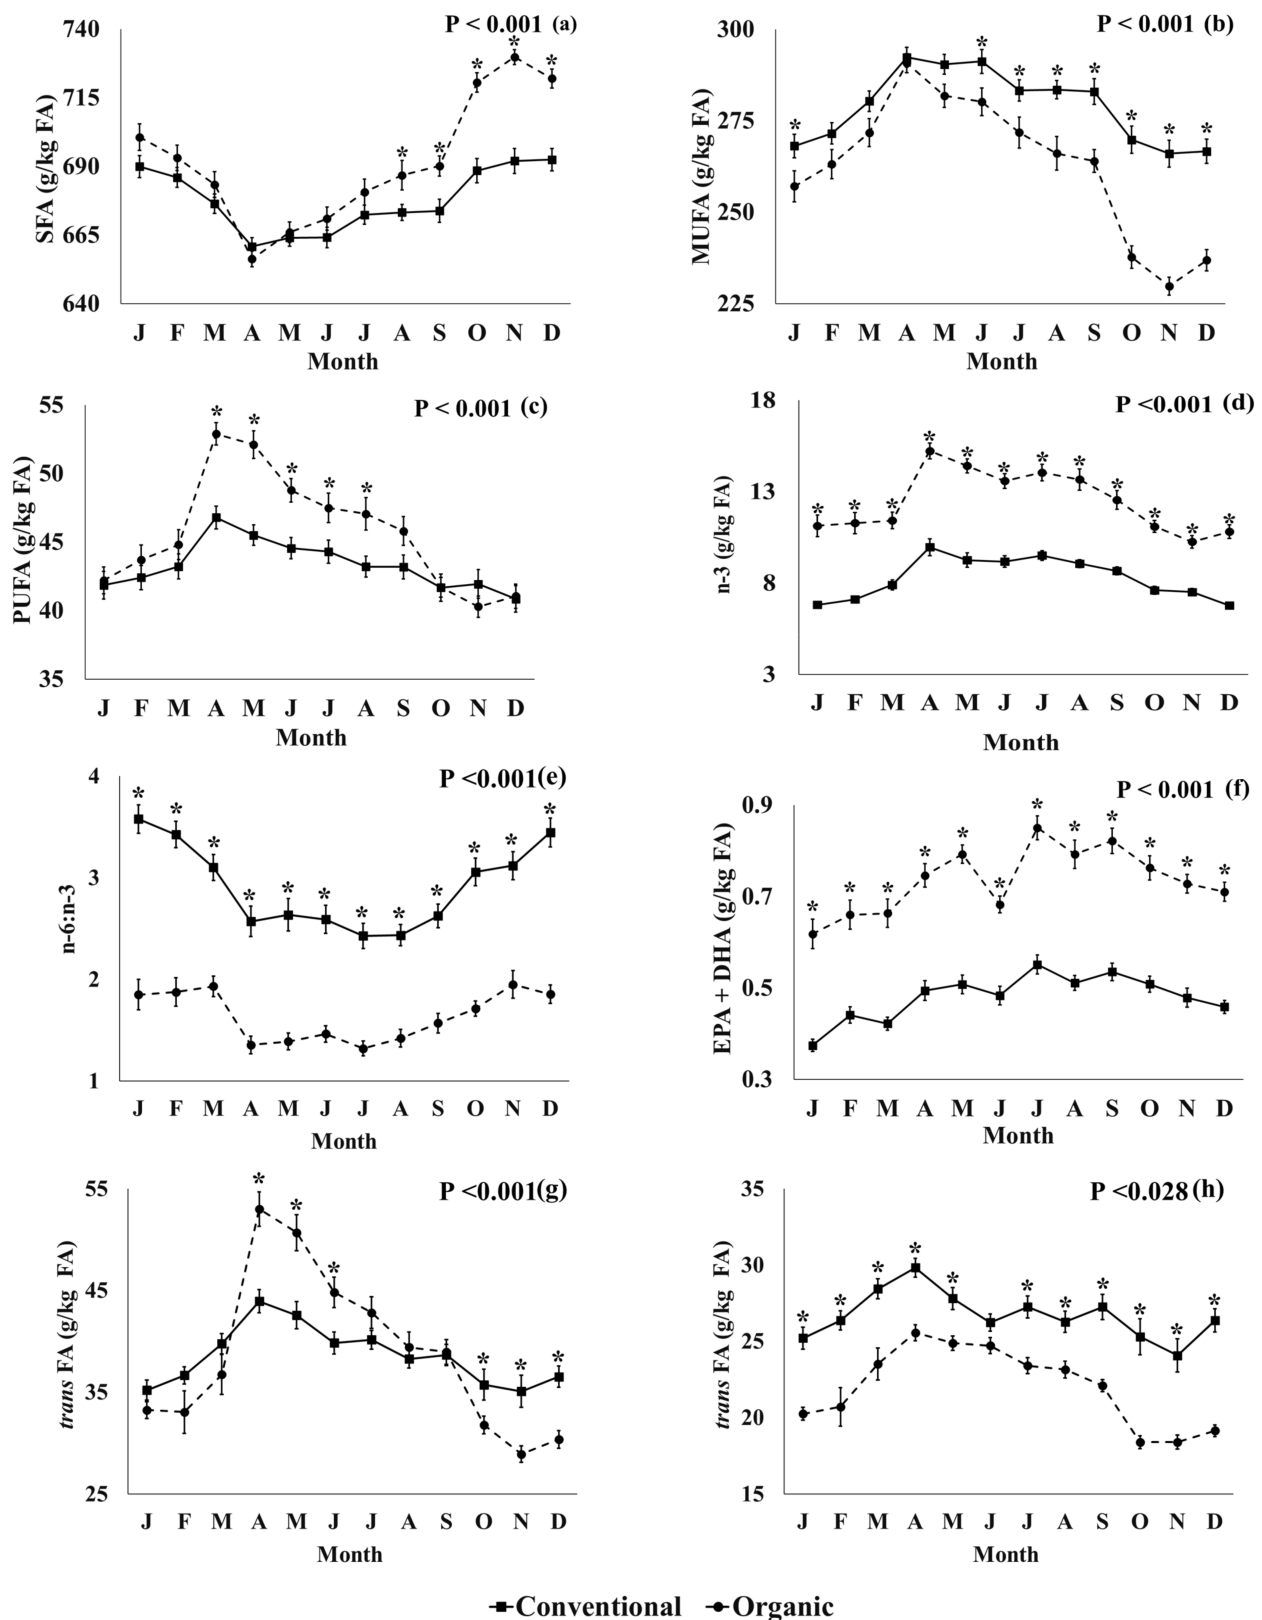 P < 0.001 (a)
740
715
690
665
640
SFA (g/kg FA)
* * * * *
J F M A M J J A S O N D
Month
P < 0.001 (b)
300
275
250
225
MUFA (g/kg FA)
* * * * * * * *
J F M A M J J A S O N D
Month
P < 0.001 (c)
55
50
45
40
35
PUFA (g/kg FA)
* * * * *
J F M A M J J A S O N D
Month
P <0.001 (d)
18
13
8
3
n-3 (g/kg FA)
* * * * * * * * * * * *
J F M A M J J A S O N D
Month
P <0.001(e)
4
3
2
1
n-6:n-3
* * * * * * * * * * * *
J F M A M J J A S O N D
Month
P < 0.001 (f)
0.9
0.7
0.5
0.3
EPA + DHA (g/kg FA)
* * * * * * * * * * * *
J F M A M J J A S O N D
Month
P <0.001(g)
55
45
35
25
trans FA (g/kg FA)
* * * * * *
J F M A M J J A S O N D
Month
P <0.028(h)
35
30
25
20
15
trans FA (g/kg FA)
* * * * * * * * * * *
J F M A M J J A S O N D
Month
Conventional Organic